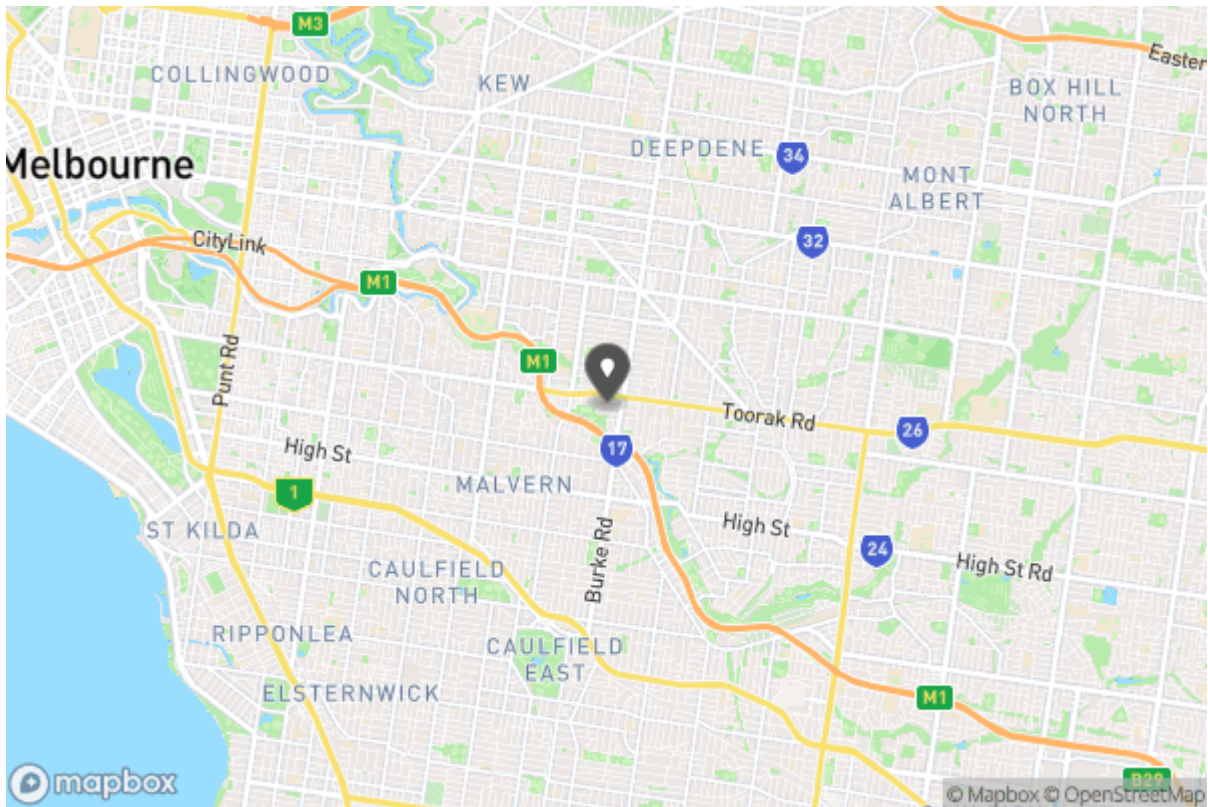 M3
Easter
COLLINGWOOD
KEW
BOX HILL
NORTH
DEEPDENE
34
Melbourne
MONT
ALBERT
CityLink
32
M1
Punt Rd
M1
Toorak Rd
26
High St
17
MALVERN
1
ST KILDA
High St
24
Burke Rd
High St Rd
CAULFIELD
NORTH
RIPPONLEA
CAULFIELD
EAST
ELSTERNWICK
M1
B29
mapbox
© Mapbox © OpenStreetMap